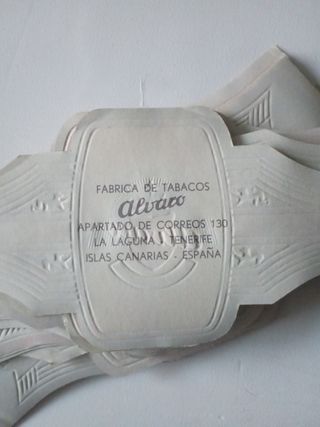 FABRICA DE TABACOS
alvaro
APARTADO DE CORREOS 130
LA LAGUNA TENERIFE
ISLAS CANARIAS - ESPAÑA